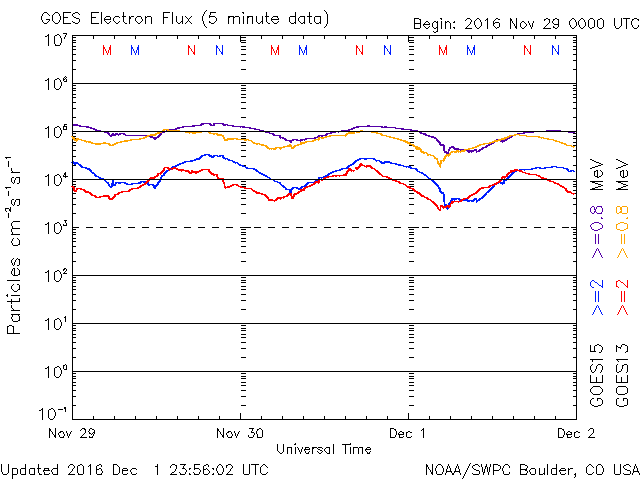 GOES Electron Flux (5 minute data)
Begin: 2016 Nov 29 0000 UTC
10⁷
M M N N M M N N M M N N
10⁶
10⁵
10⁴
10³
10²
10¹
10⁰
10⁻¹
Particles cm⁻²s⁻¹sr⁻¹
Nov 29 Nov 30 Dec 1 Dec 2
Universal Time
GOES15 >=2 >=0.8 MeV
GOES13 >=2 >=0.8 MeV
Updated 2016 Dec 1 23:56:02 UTC
NOAA/SWPC Boulder, CO USA